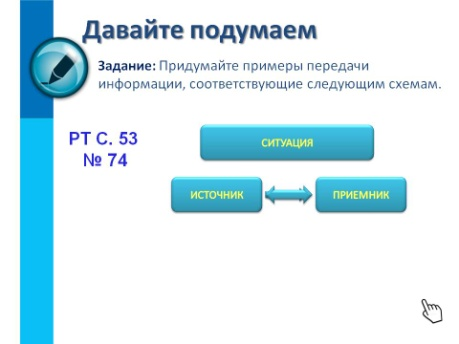 Давайте подумаем
Задание: Придумайте примеры передачи
информации, соответствующие следующим схемам.
РТ С. 53
№ 74
СИТУАЦИЯ
ИСТОЧНИК
ПРИЕМНИК